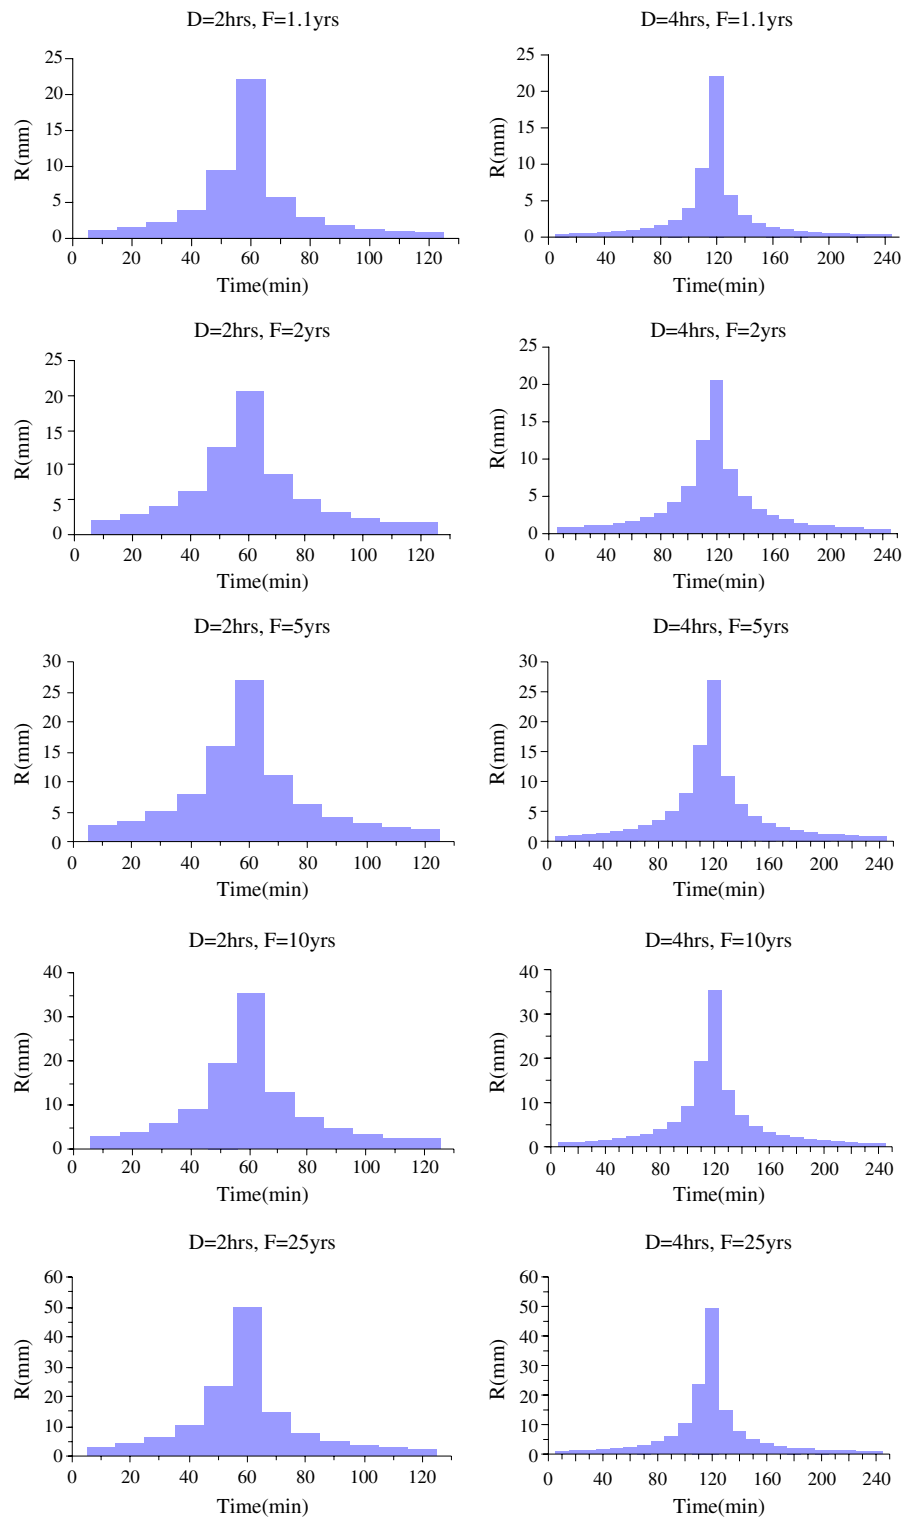 D=2hrs, F=1.1yrs
R(mm)
25
20
15
10
5
0
0 20 40 60 80 100 120
Time(min)
D=4hrs, F=1.1yrs
R(mm)
25
20
15
10
5
0
0 40 80 120 160 200 240
Time(min)
D=2hrs, F=2yrs
R(mm)
25
20
15
10
5
0
0 20 40 60 80 100 120
Time(min)
D=4hrs, F=2yrs
R(mm)
25
20
15
10
5
0
0 40 80 120 160 200 240
Time(min)
D=2hrs, F=5yrs
R(mm)
30
25
20
15
10
5
0
0 20 40 60 80 100 120
Time(min)
D=4hrs, F=5yrs
R(mm)
30
25
20
15
10
5
0
0 40 80 120 160 200 240
Time(min)
D=2hrs, F=10yrs
R(mm)
40
30
20
10
0
0 20 40 60 80 100 120
Time(min)
D=4hrs, F=10yrs
R(mm)
40
30
20
10
0
0 40 80 120 160 200 240
Time(min)
D=2hrs, F=25yrs
R(mm)
60
50
40
30
20
10
0
0 20 40 60 80 100 120
Time(min)
D=4hrs, F=25yrs
R(mm)
60
50
40
30
20
10
0
0 40 80 120 160 200 240
Time(min)